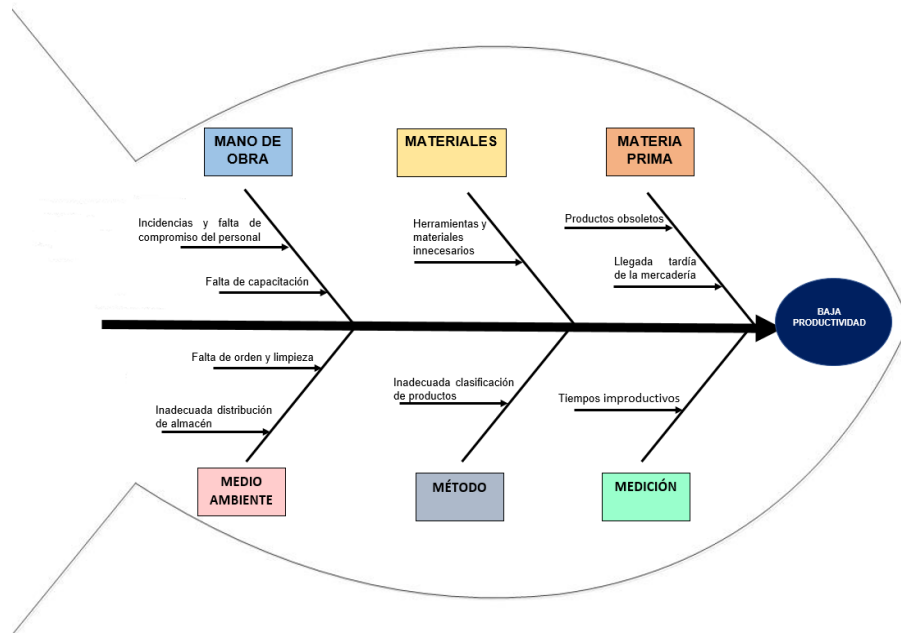 MANO DE
OBRA
MATERIALES
MATERIA
PRIMA
Incidencias y falta de
compromiso del personal
Falta de capacitación
Herramientas y
materiales
innecesarios
Productos obsoletos
Llegada tardía
de la mercadería
BAJA
PRODUCTIVIDAD
Falta de orden y limpieza
Inadecuada distribución
de almacén
Inadecuada clasificación
de productos
Tiempos improductivos
MEDIO
AMBIENTE
MÉTODO
MEDICIÓN